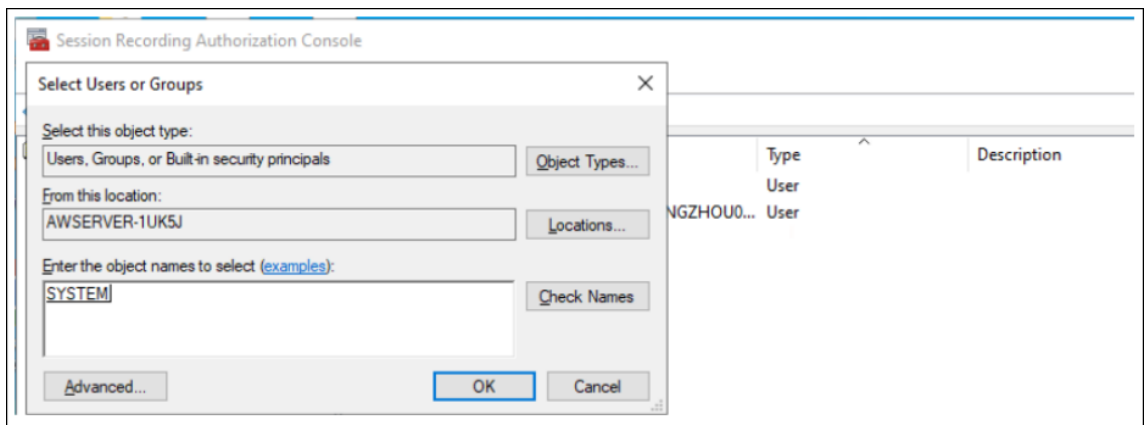 Session Recording Authorization Console
Select Users or Groups
Select this object type:
Users, Groups, or Built-in security principals
Object Types...
From this location:
AWSERVER-1UK5J
Locations...
Enter the object names to select (examples):
SYSTEM
Check Names
Advanced...
OK
Cancel
Type
Description
User
NGZHOU0... User